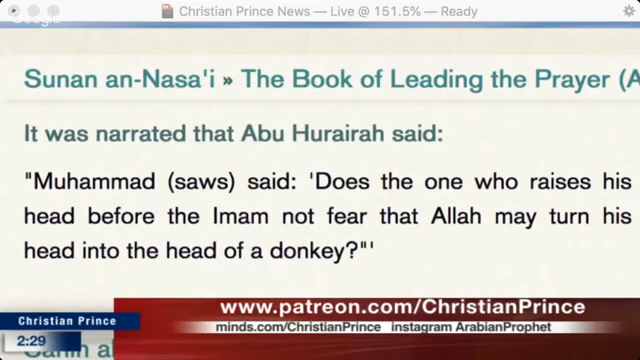 Christian Prince News — Live @ 151.5% — Ready
Google
Sunan an-Nasa'i » The Book of Leading the Prayer (A
It was narrated that Abu Hurairah said:
"Muhammad (saws) said: 'Does the one who raises his
head before the Imam not fear that Allah may turn his
head into the head of a donkey?"'
www.patreon.com/ChristianPrince
Christian Prince
minds.com/ChristianPrince instagram ArabianProphet
2:29